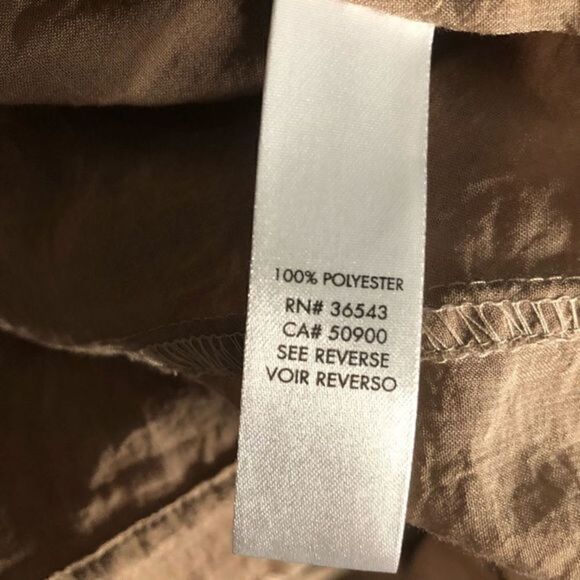 100% POLYESTER
RN# 36543
CA# 50900
SEE REVERSE
VOIR REVERSO